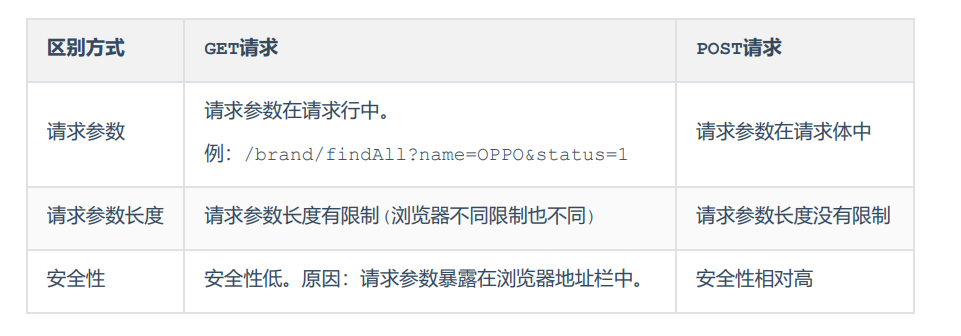 区别方式 GET请求 POST请求
请求参数 请求参数在请求行中。
例：/brand/findAll?name=OPPO&status=1 请求参数在请求体中
请求参数长度 请求参数长度有限制(浏览器不同限制也不同) 请求参数长度没有限制
安全性 安全性低。原因：请求参数暴露在浏览器地址栏中。 安全性相对高